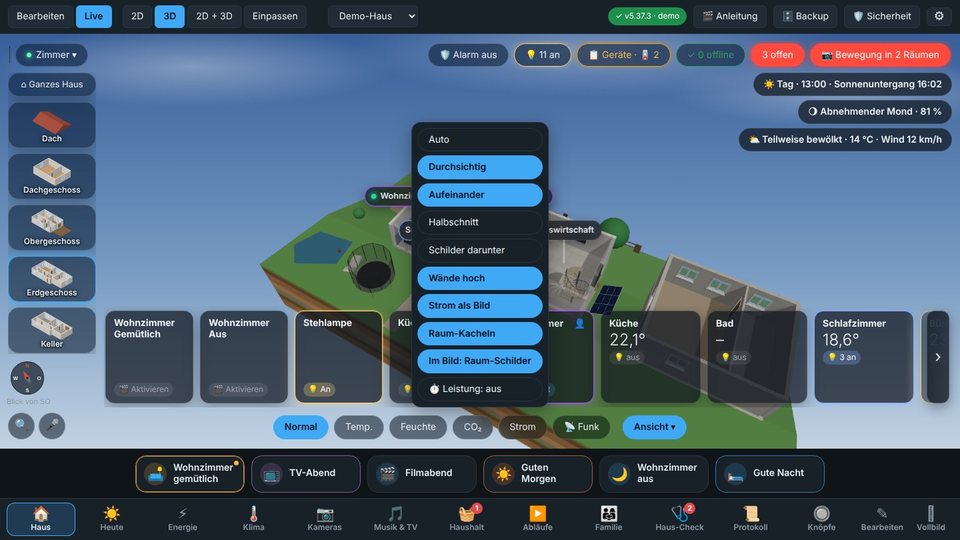 Bearbeiten Live 2D 3D 2D + 3D Einpassen Demo-Haus ✓ v5.37.3 · demo Anleitung Backup Sicherheit
Zimmer ▾ Alarm aus 11 an Geräte · 2 ✓ 0 offline 3 offen Bewegung in 2 Räumen
Ganzes Haus
Tag · 13:00 · Sonnenuntergang 16:02
Abnehmender Mond · 81 %
Teilweise bewölkt · 14 °C · Wind 12 km/h
Dach
Dachgeschoss
Obergeschoss
Erdgeschoss
Keller
Auto
Durchsichtig
Aufeinander
Halbschnitt
Schilder darunter
Wände hoch
Strom als Bild
Raum-Kacheln
Im Bild: Raum-Schilder
Leistung: aus
swirtschaft
Wohnzimmer
Gemütlich
Aktivieren
Wohnzimmer
Aus
Aktivieren
Stehlampe
An
Küche
22,1°
aus
Bad
–
aus
Schlafzimmer
18,6°
3 an
›
N
W O
S
Blick von SO
Normal Temp. Feuchte CO₂ Strom Funk Ansicht ▾
Wohnzimmer
gemütlich
TV-Abend
Filmabend
Guten
Morgen
Wohnzimmer
aus
Gute Nacht
Haus Heute Energie Klima Kameras Musik & TV Haushalt 1 Abläufe Familie Haus-Check 2 Protokoll Knöpfe Bearbeiten Vollbild